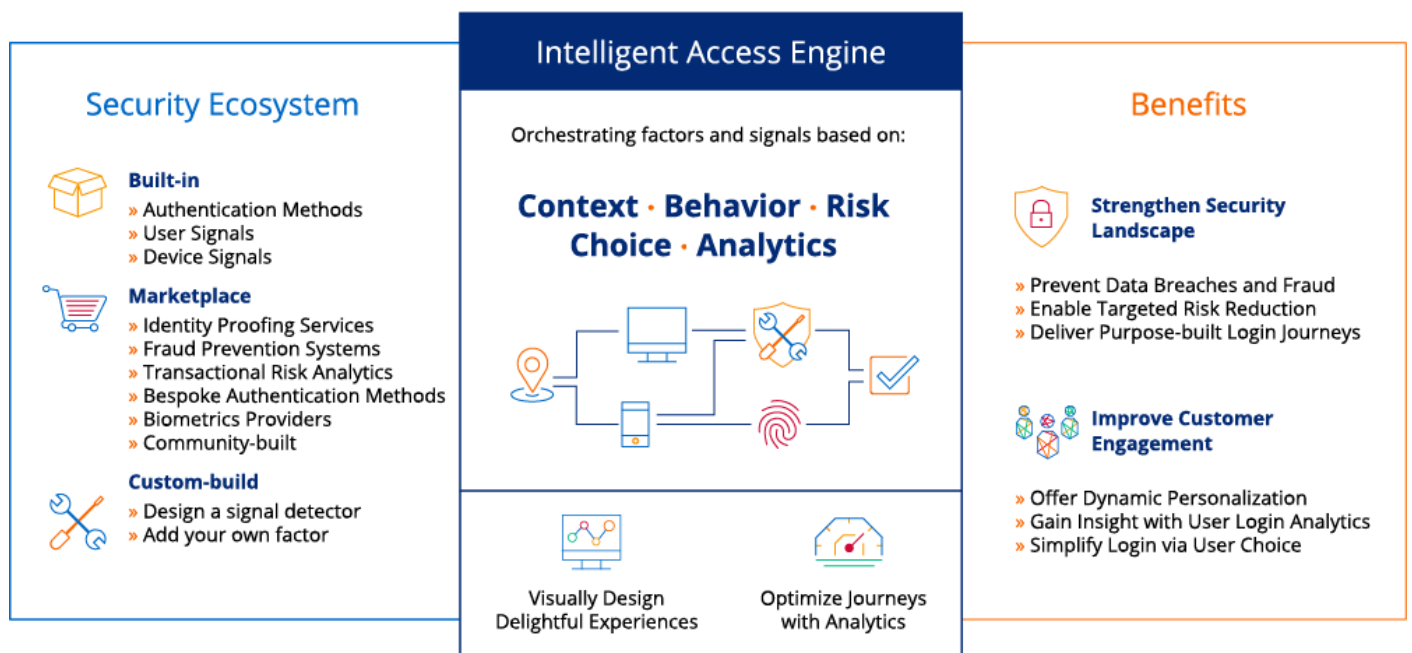 Security Ecosystem
Built-in
» Authentication Methods
» User Signals
» Device Signals
Marketplace
» Identity Proofing Services
» Fraud Prevention Systems
» Transactional Risk Analytics
» Bespoke Authentication Methods
» Biometrics Providers
» Community-built
Custom-build
» Design a signal detector
» Add your own factor
Intelligent Access Engine
Orchestrating factors and signals based on:
Context · Behavior · Risk
Choice · Analytics
Visually Design
Delightful Experiences
Optimize Journeys
with Analytics
Benefits
Strengthen Security
Landscape
» Prevent Data Breaches and Fraud
» Enable Targeted Risk Reduction
» Deliver Purpose-built Login Journeys
Improve Customer
Engagement
» Offer Dynamic Personalization
» Gain Insight with User Login Analytics
» Simplify Login via User Choice